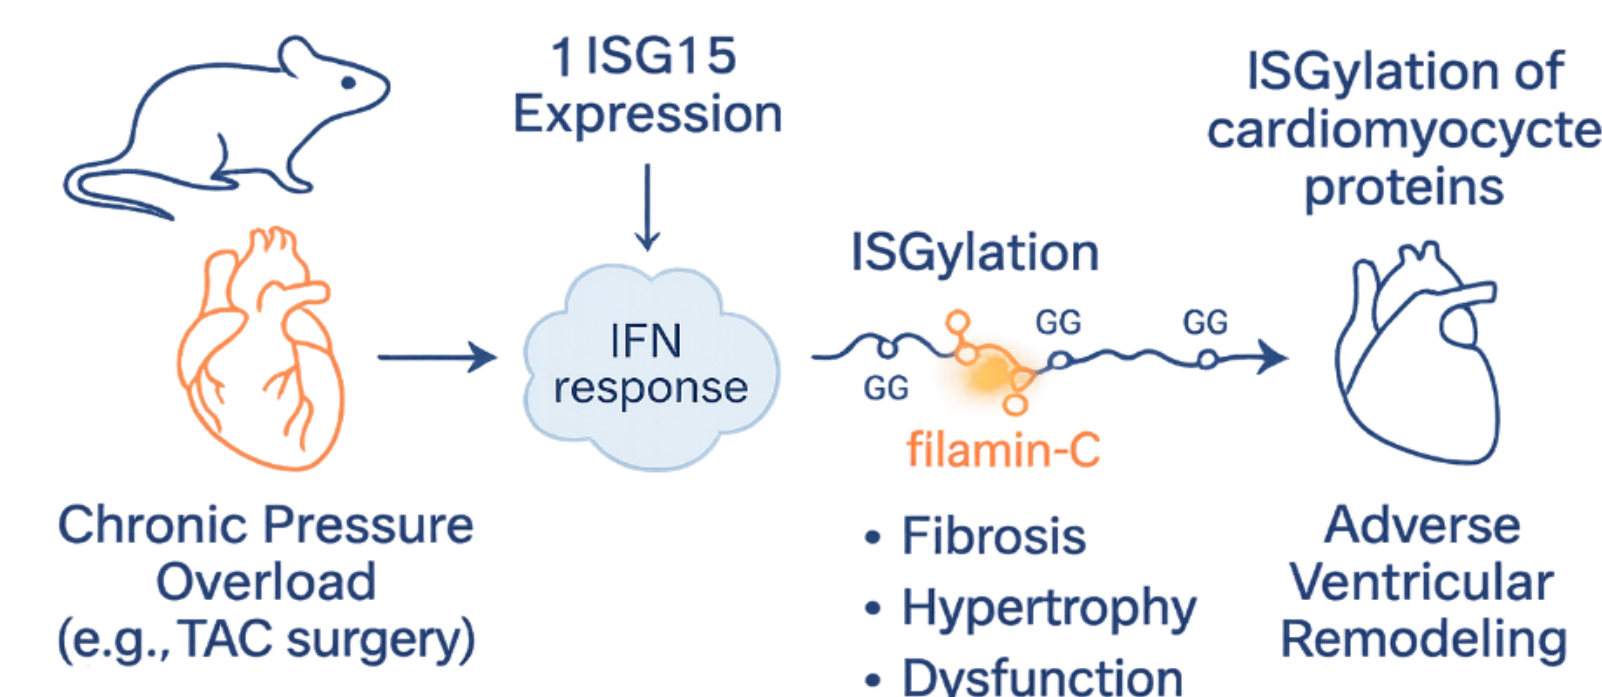 1 ISG15
Expression
ISGylation of
cardiomyocycte
proteins
ISGylation
IFN
response
GG
GG
GG
filamin-C
Chronic Pressure
Overload
(e.g., TAC surgery)
• Fibrosis
• Hypertrophy
• Dysfunction
Adverse
Ventricular
Remodeling